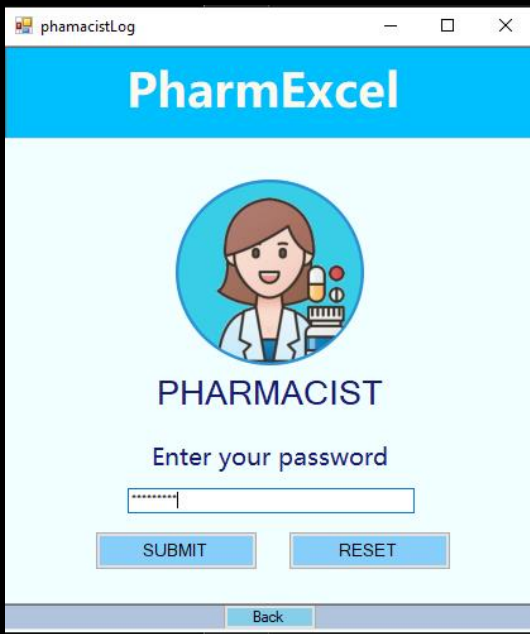 phamacistLog
PharmExcel
PHARMACIST
Enter your password
*********
SUBMIT RESET
Back